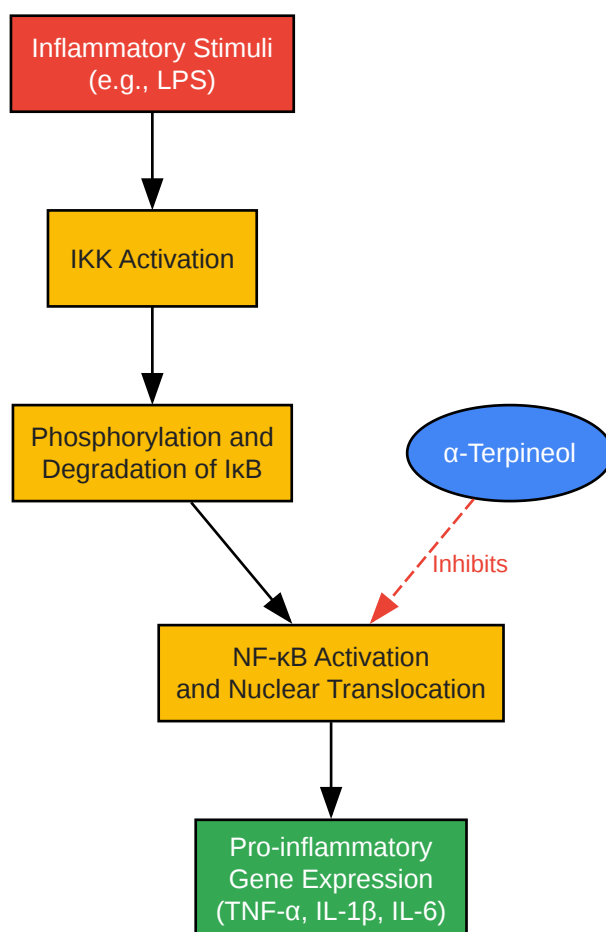 Inflammatory Stimuli
(e.g., LPS)
IKK Activation
Phosphorylation and
Degradation of IκB
α-Terpineol
Inhibits
NF-κB Activation
and Nuclear Translocation
Pro-inflammatory
Gene Expression
(TNF-α, IL-1β, IL-6)